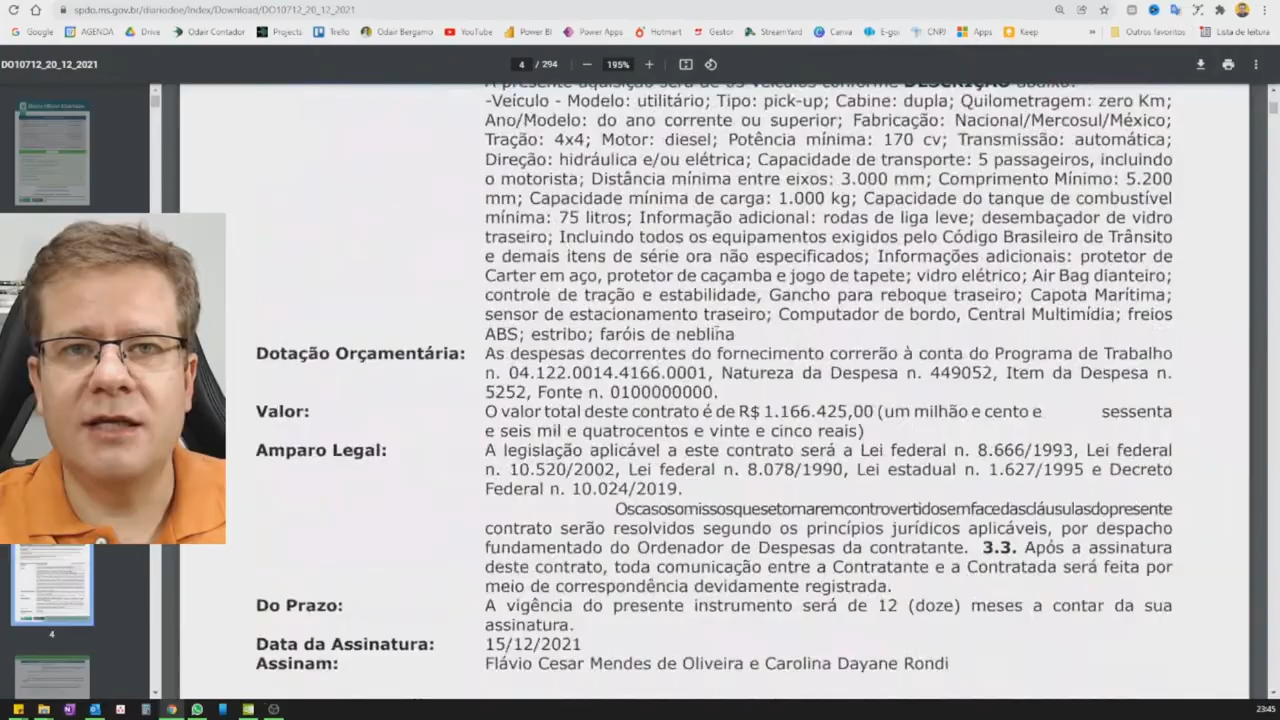 spdo.ms.gov.br/diariodoe/Index/Download/DO10712_20_12_2021
Google AGENDA Drive Odair Contador Projects Trello Odair Bergamo YouTube Power BI Power Apps Hotmart Gestor StreamYard Canva E-goi CNPJ Apps Keep » Outros favoritos Lista de leitura
DO10712_20_12_2021 4 / 294 195%
-Veículo - Modelo: utilitário; Tipo: pick-up; Cabine: dupla; Quilometragem: zero Km;
Ano/Modelo: do ano corrente ou superior; Fabricação: Nacional/Mercosul/México;
Tração: 4x4; Motor: diesel; Potência mínima: 170 cv; Transmissão: automática;
Direção: hidráulica e/ou elétrica; Capacidade de transporte: 5 passageiros, incluindo
o motorista; Distância mínima entre eixos: 3.000 mm; Comprimento Mínimo: 5.200
mm; Capacidade mínima de carga: 1.000 kg; Capacidade do tanque de combustível
mínima: 75 litros; Informação adicional: rodas de liga leve; desembaçador de vidro
traseiro; Incluindo todos os equipamentos exigidos pelo Código Brasileiro de Trânsito
e demais itens de série ora não especificados; Informações adicionais: protetor de
Carter em aço, protetor de caçamba e jogo de tapete; vidro elétrico; Air Bag dianteiro;
controle de tração e estabilidade, Gancho para reboque traseiro; Capota Marítima;
sensor de estacionamento traseiro; Computador de bordo, Central Multimídia; freios
ABS; estribo; faróis de neblina
Dotação Orçamentária: As despesas decorrentes do fornecimento correrão à conta do Programa de Trabalho
n. 04.122.0014.4166.0001, Natureza da Despesa n. 449052, Item da Despesa n.
5252, Fonte n. 0100000000.
Valor: O valor total deste contrato é de R$ 1.166.425,00 (um milhão e cento e sessenta
e seis mil e quatrocentos e vinte e cinco reais)
Amparo Legal: A legislação aplicável a este contrato será a Lei federal n. 8.666/1993, Lei federal
n. 10.520/2002, Lei federal n. 8.078/1990, Lei estadual n. 1.627/1995 e Decreto
Federal n. 10.024/2019.
Oscasosomissosquesetornaremcontrovertidosemfacedascláusulasdopresente
contrato serão resolvidos segundo os princípios jurídicos aplicáveis, por despacho
fundamentado do Ordenador de Despesas da contratante. 3.3. Após a assinatura
deste contrato, toda comunicação entre a Contratante e a Contratada será feita por
meio de correspondência devidamente registrada.
Do Prazo: A vigência do presente instrumento será de 12 (doze) meses a contar da sua
assinatura.
Data da Assinatura: 15/12/2021
Assinam: Flávio Cesar Mendes de Oliveira e Carolina Dayane Rondi
4
23:45